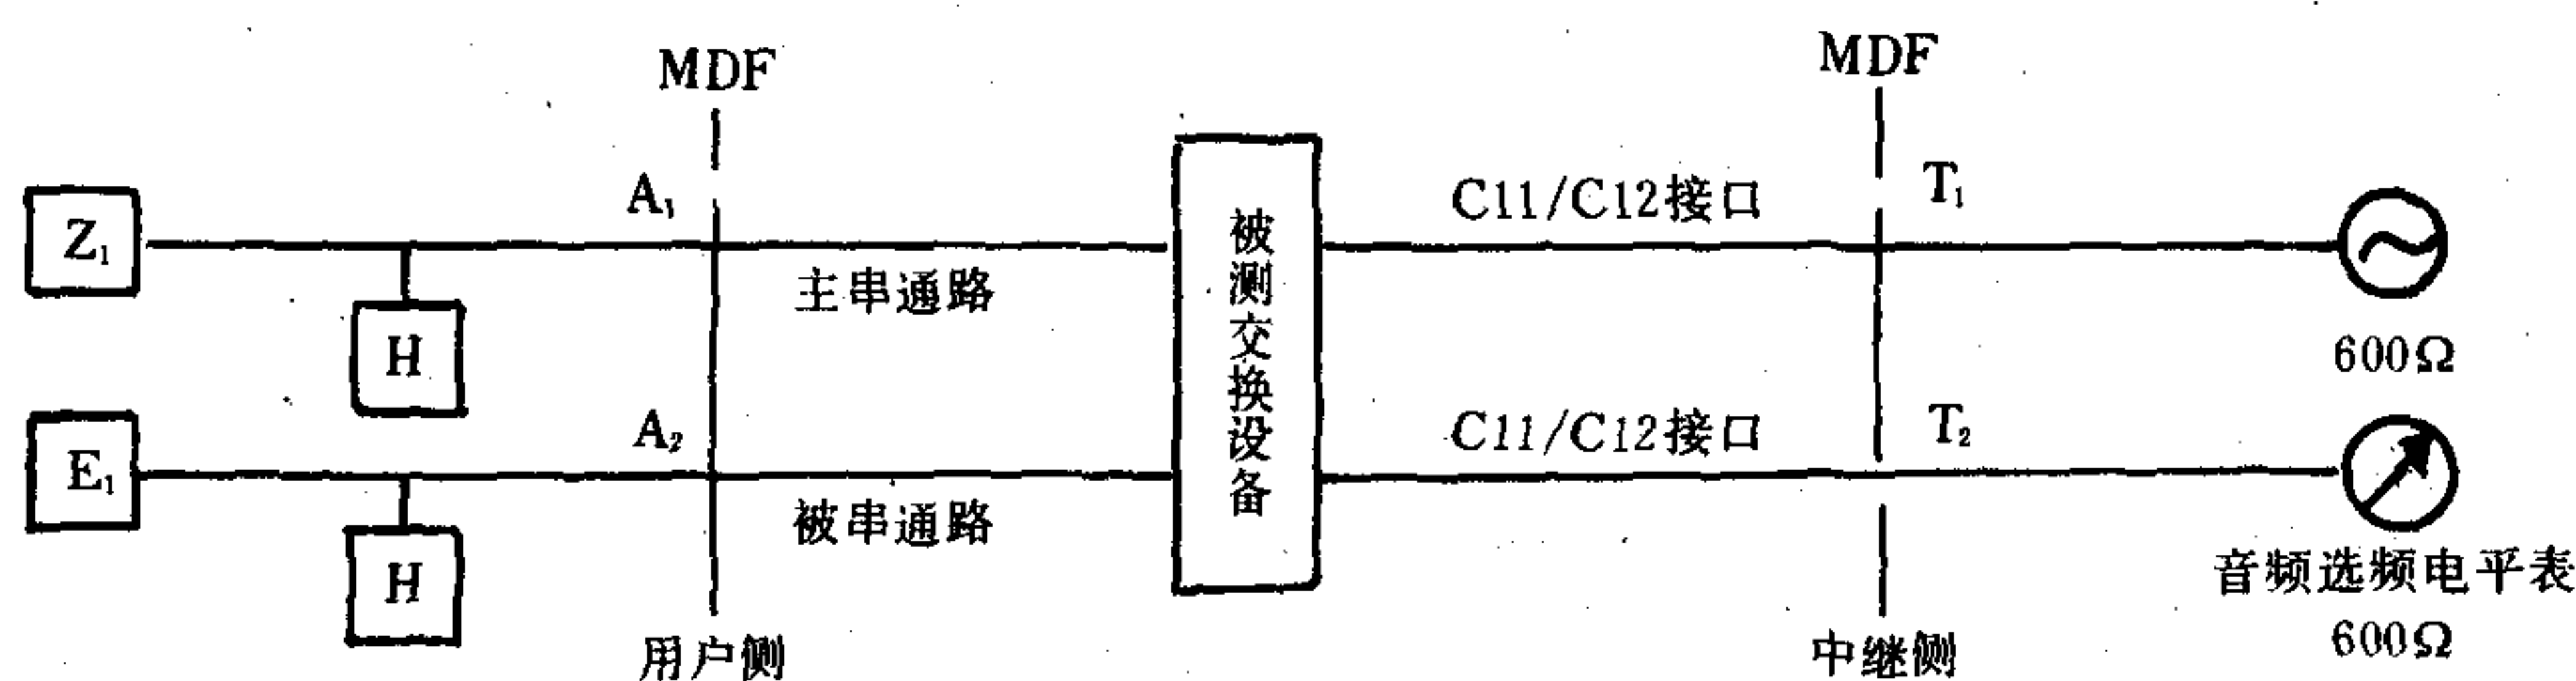 MDF
MDF
A₁
C11/C12接口
T₁
Z₁
主串通路
H
600Ω
被测交换设备
A₂
C11/C12接口
T₂
E₁
被串通路
H
音频选频电平表
600Ω
用户侧
中继侧